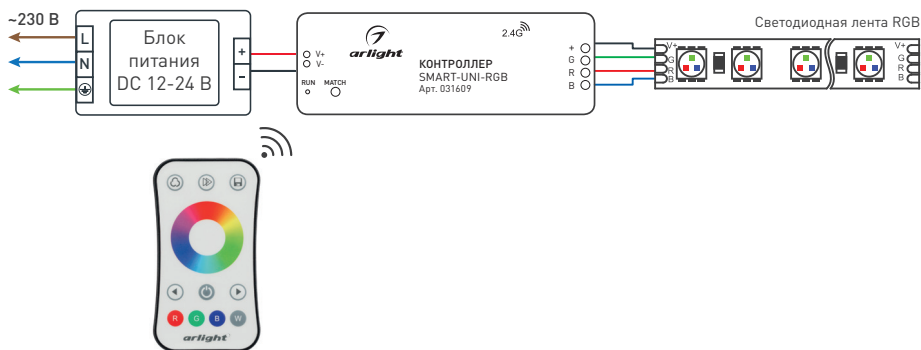 ~230 В
L
N
Блок
питания
DC 12-24 В
+
–
V+
V-
RUN
MATCH
arlight
2.4G
КОНТРОЛЛЕР
SMART-UNI-RGB
Арт. 031609
+
G
R
B
Светодиодная лента RGB
V+
G
R
B
V+
G
R
B
R
G
B
W
arlight